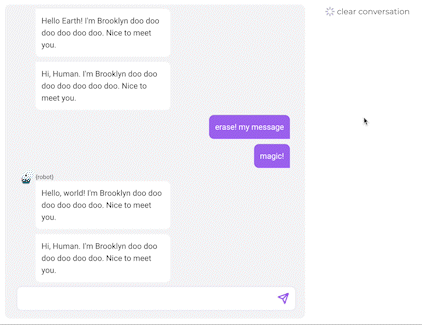 clear conversation
Hello Earth! I'm Brooklyn doo doo
doo doo doo doo. Nice to meet
you.
Hi, Human. I'm Brooklyn doo doo
doo doo doo doo doo. Nice to
meet you.
erase! my message
magic!
(robot)
Hello, world! I'm Brooklyn doo doo
doo doo doo doo. Nice to meet
you.
Hi, Human. I'm Brooklyn doo doo
doo doo doo doo. Nice to meet
you.